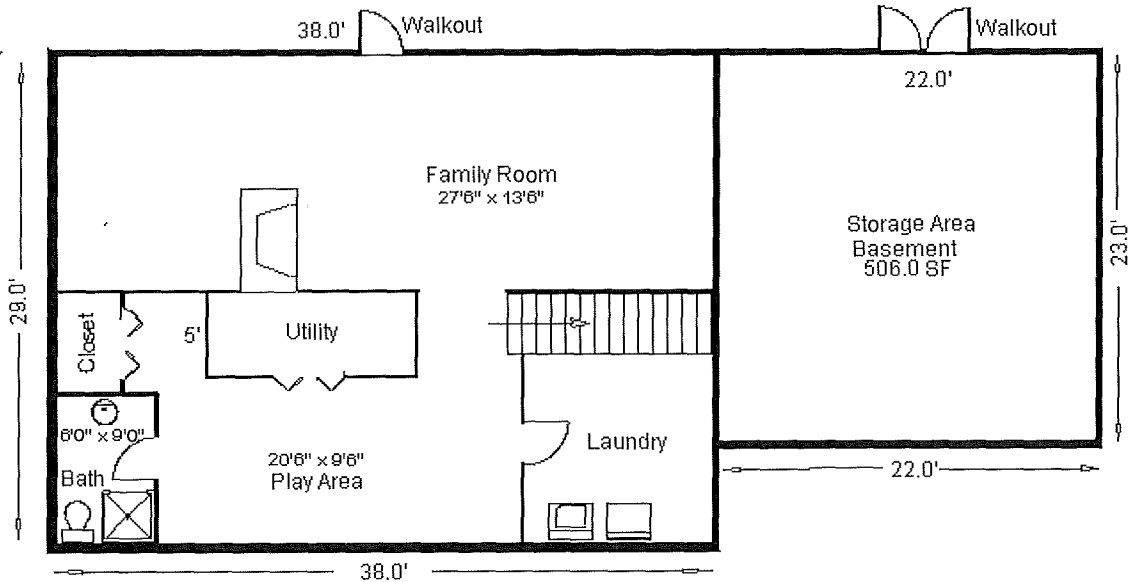 38.0'
Walkout
Walkout
22.0'
Family Room
27'6" x 13'6"
Storage Area
Basement
506.0 SF
29.0'
23.0'
Closet
5'
Utility
6'0" x 9'0"
Bath
20'6" x 9'6"
Play Area
Laundry
22.0'
38.0'